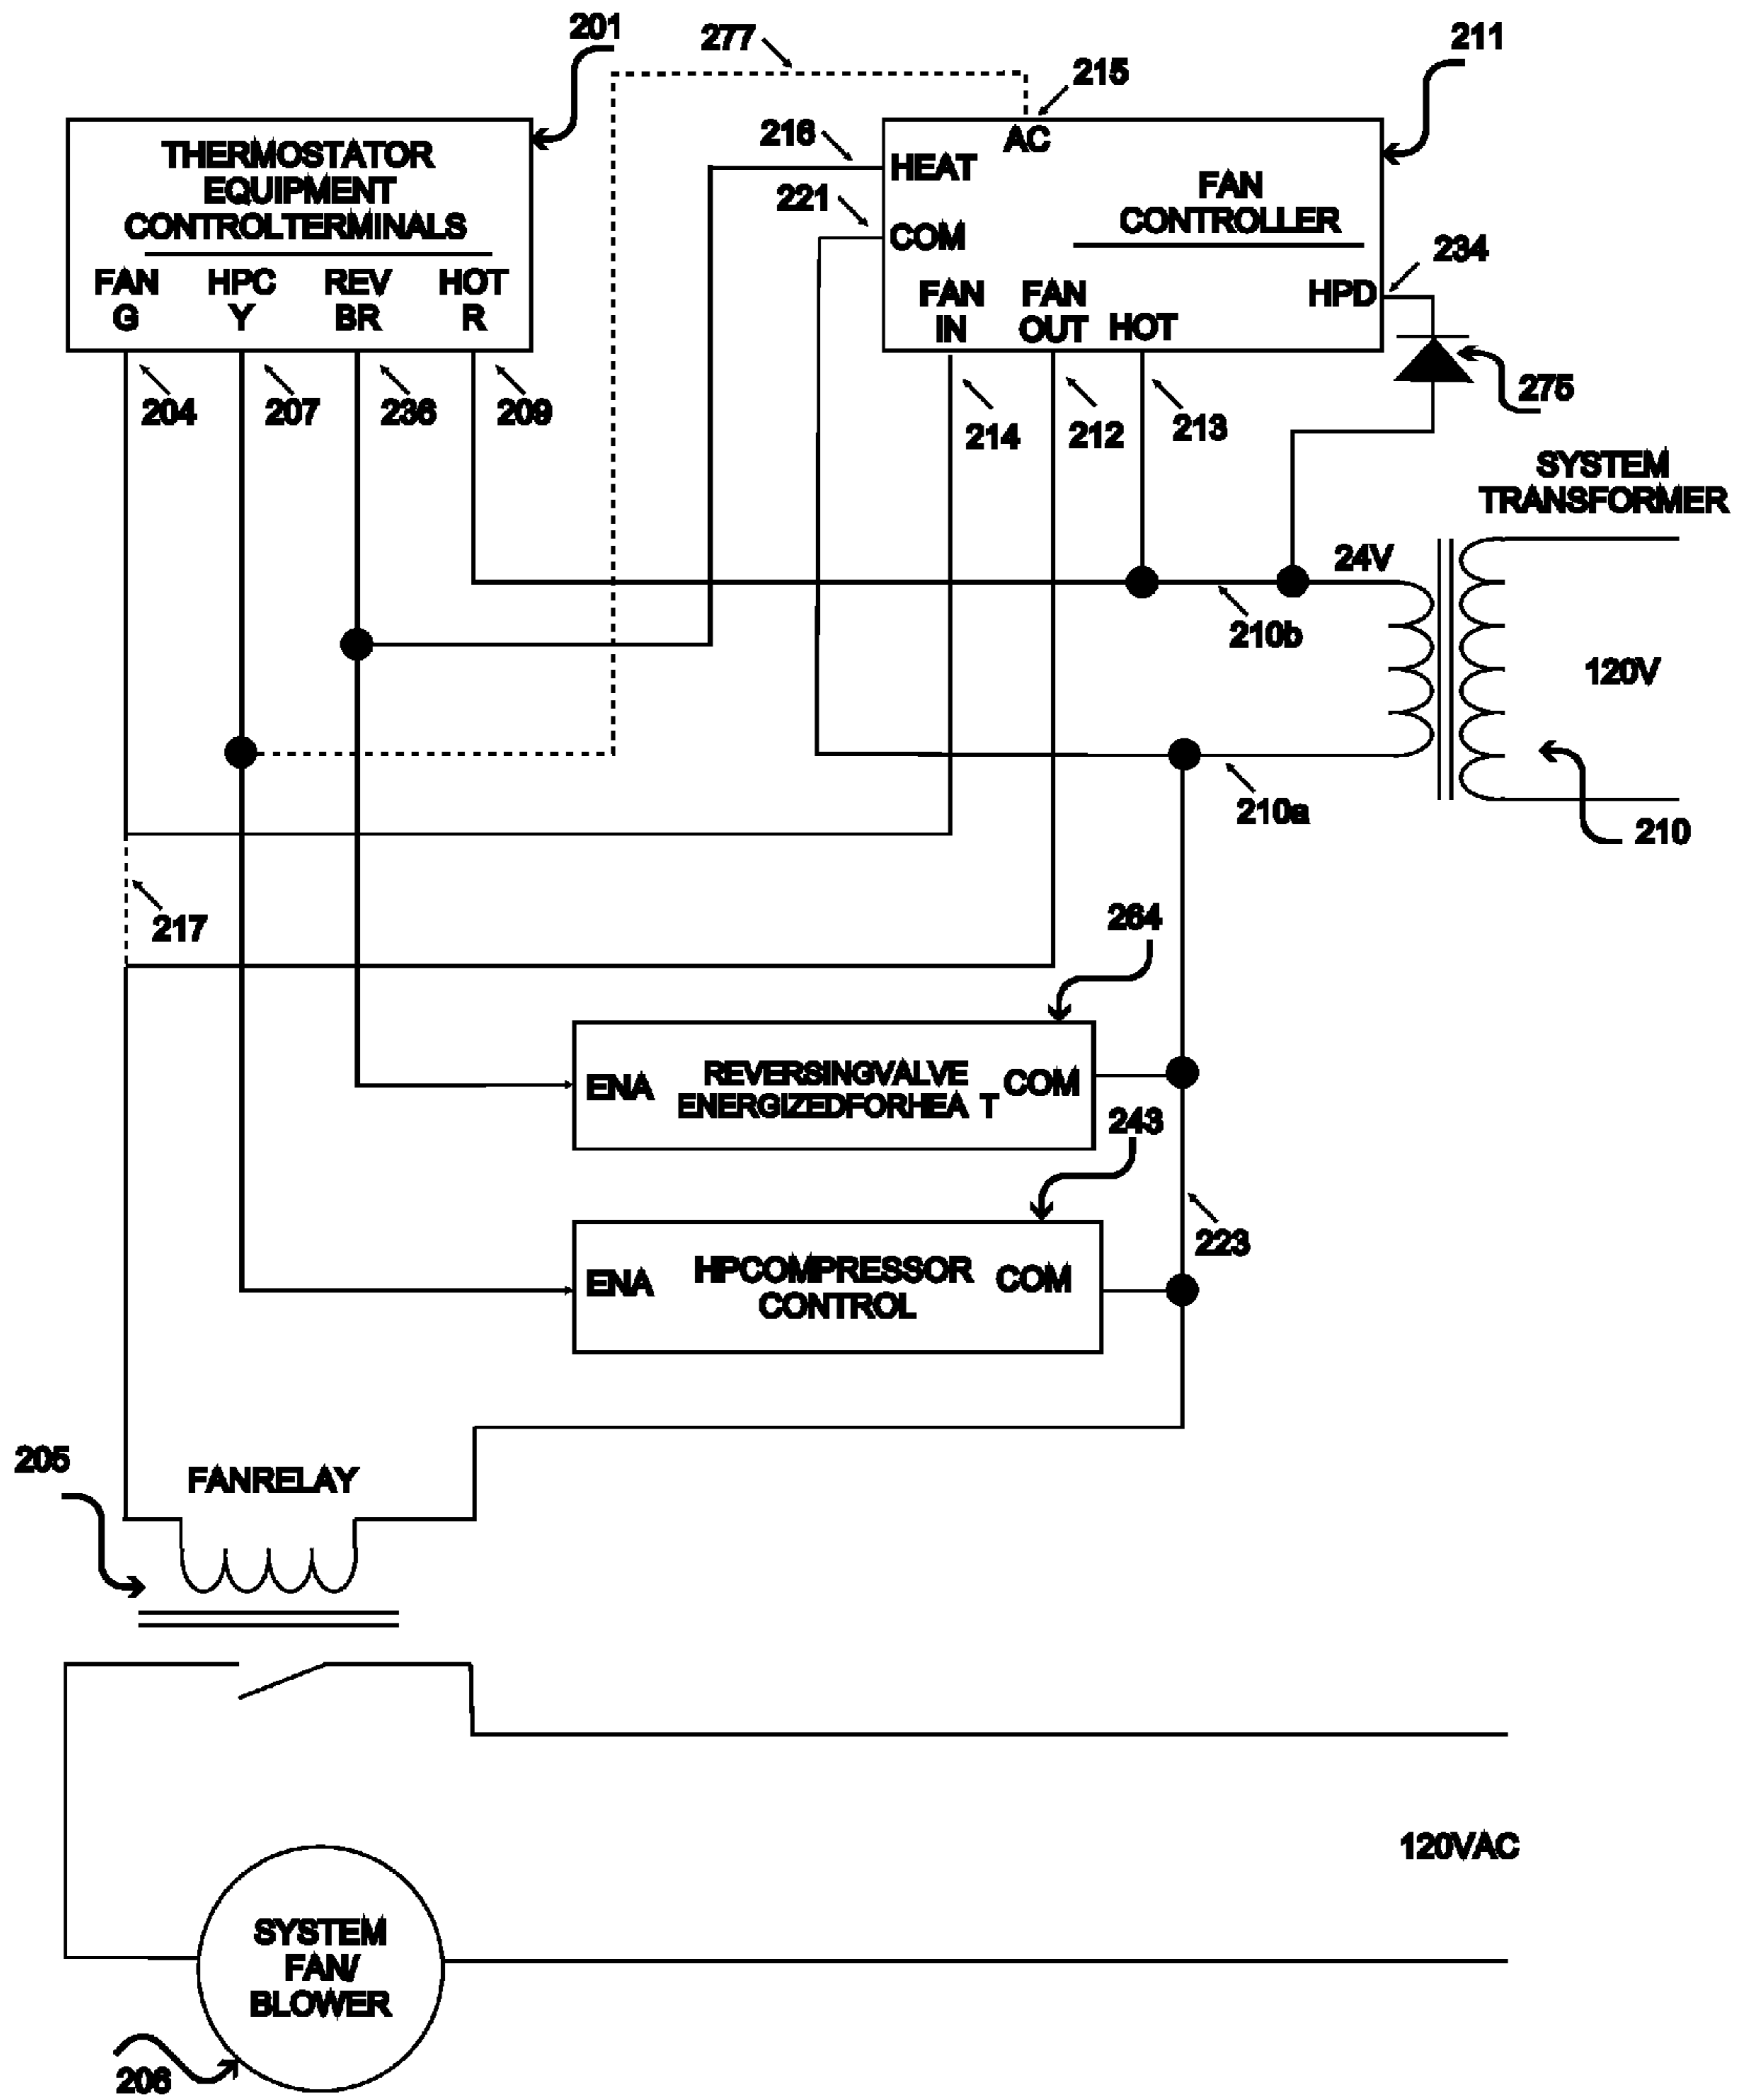 201
277
215
211
THERMOSTATOR
EQUIPMENT
CONTROLTERMINALS
FAN
G
HPC
Y
REV
BR
HOT
R
216
221
HEAT
COM
AC
FAN
CONTROLLER
FAN
IN
FAN
OUT
HOT
HPD
234
204
207
236
209
214
212
213
275
SYSTEM
TRANSFORMER
24V
210b
120V
210a
210
217
264
ENA
REVERSINGVALVE
ENERGIZEDFORHEA T
COM
243
ENA
HPCOMPRESSOR
CONTROL
COM
223
205
FANRELAY
120VAC
SYSTEM
FAN/
BLOWER
206